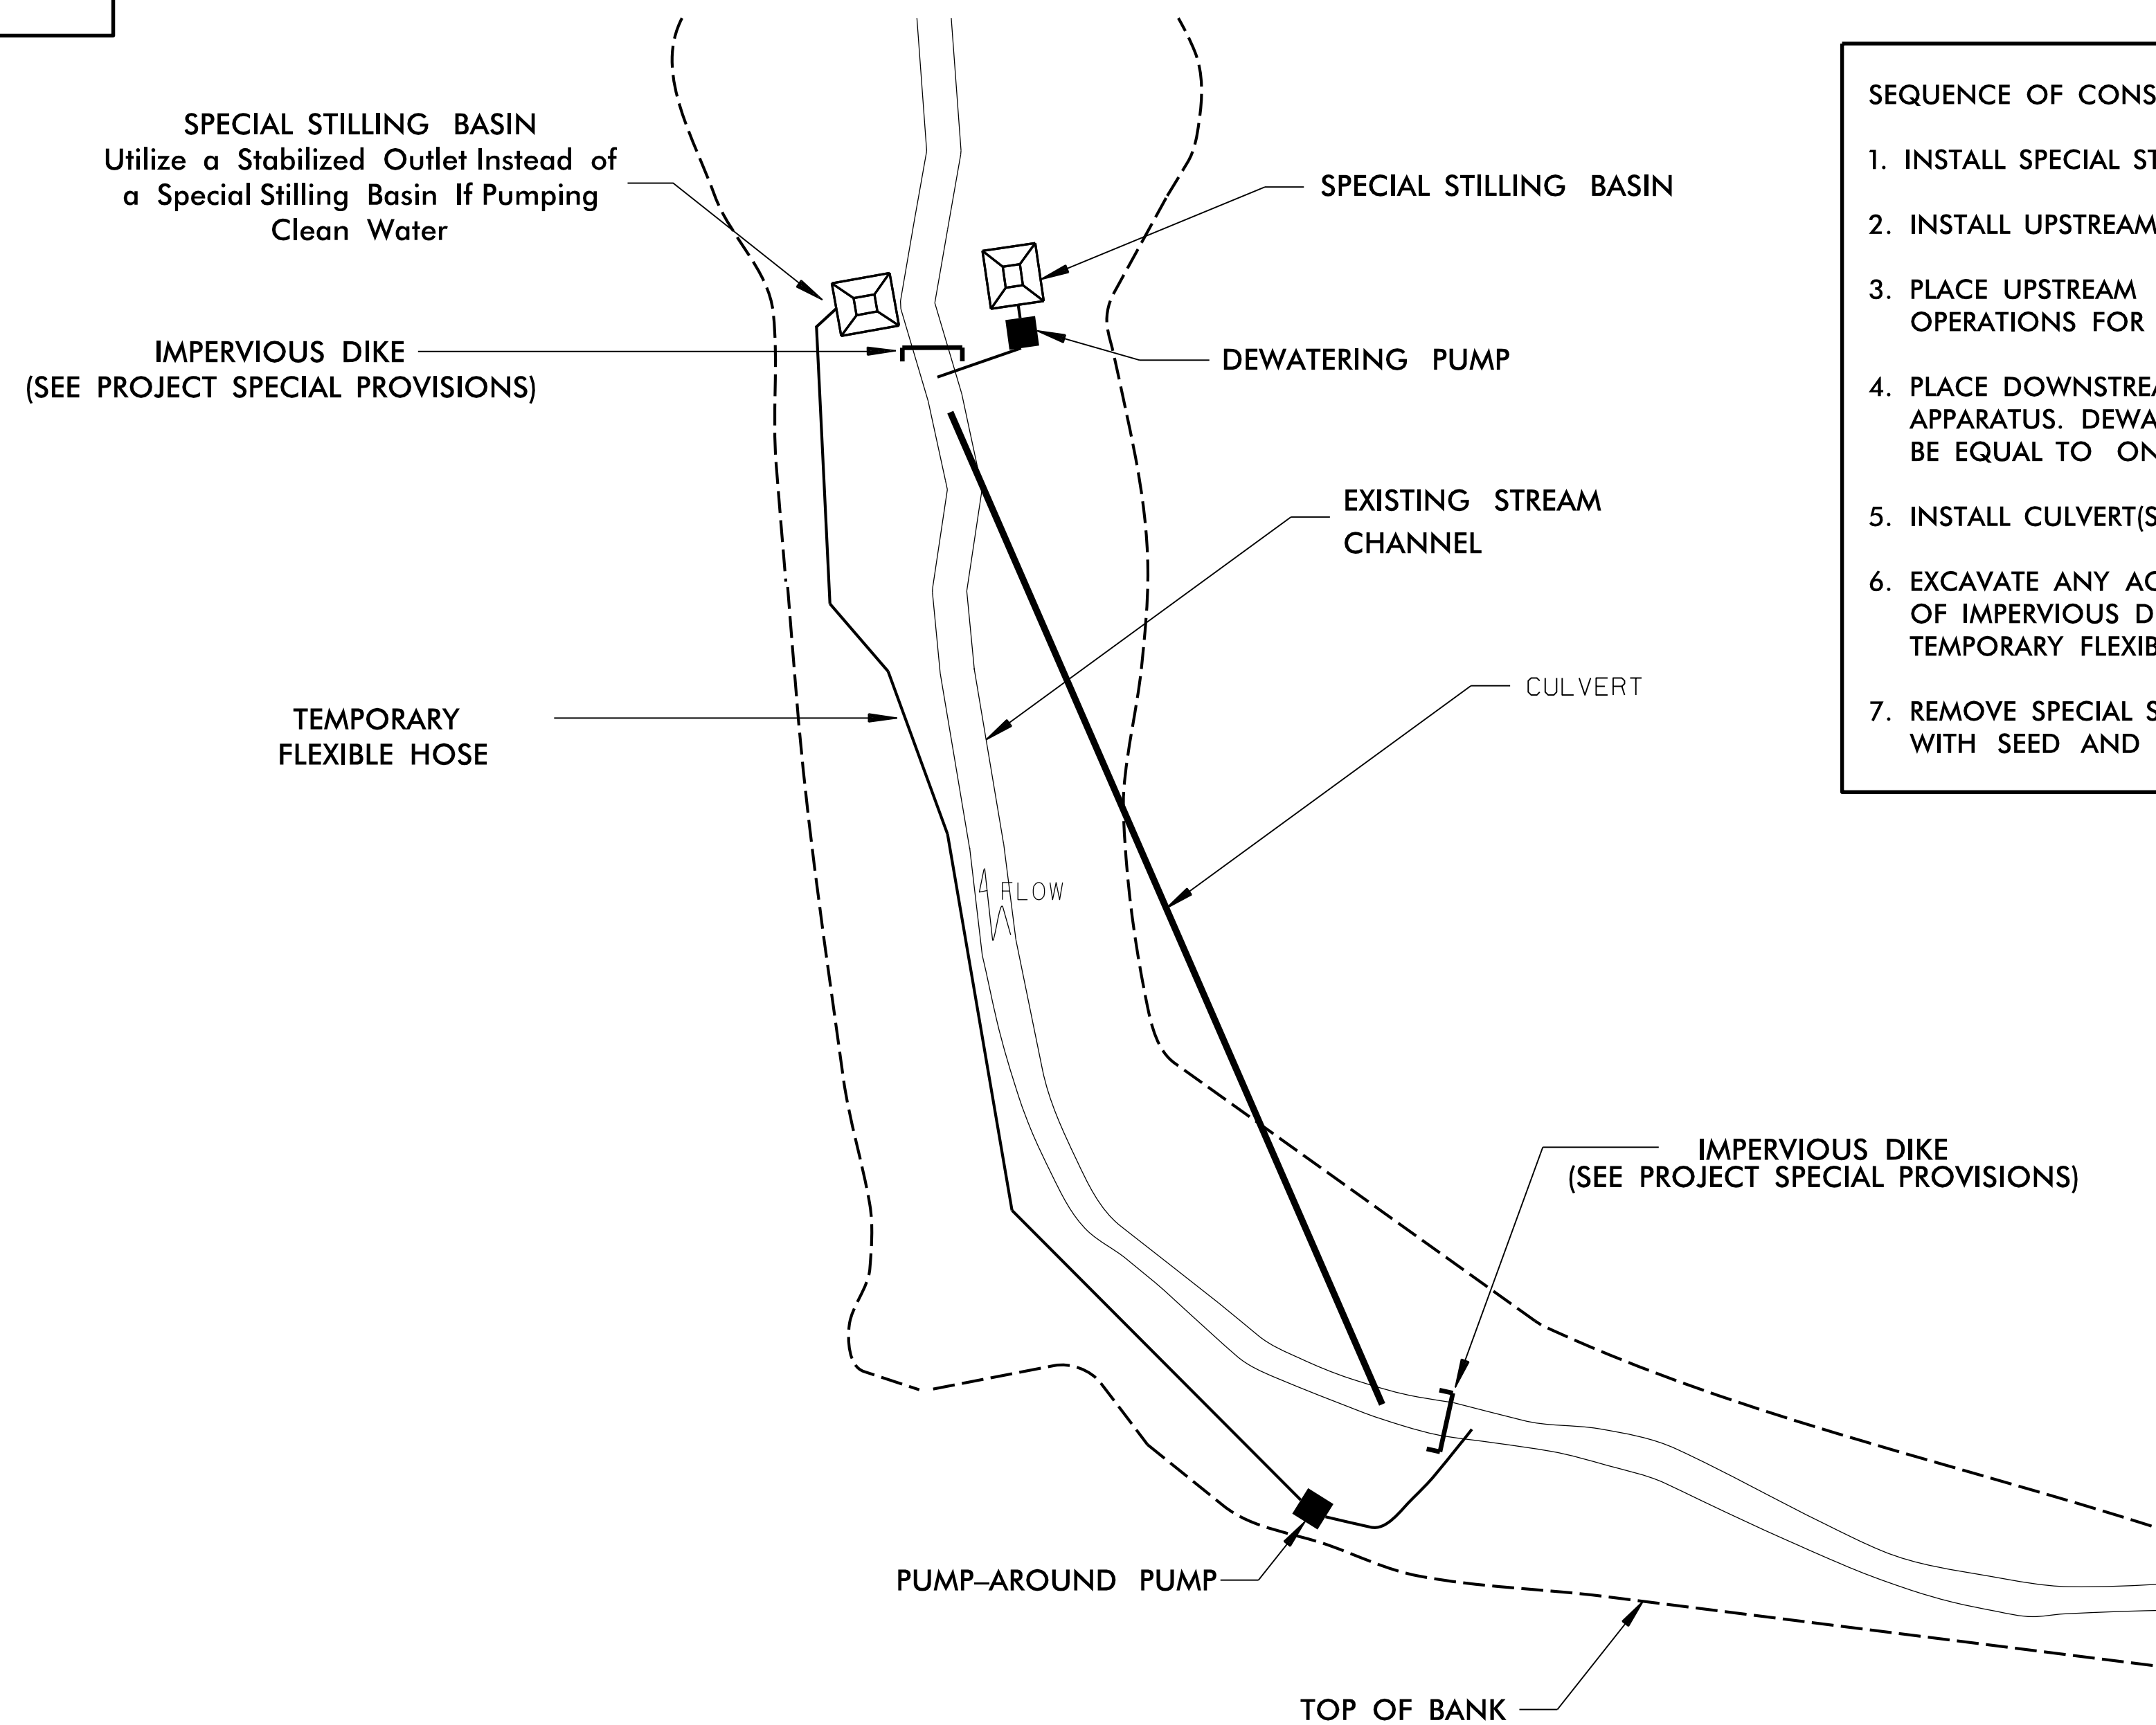 SPECIAL STILLING BASIN
Utilize a Stabilized Outlet Instead of
a Special Stilling Basin If Pumping
Clean Water
IMPERVIOUS DIKE
(SEE PROJECT SPECIAL PROVISIONS)
TEMPORARY
FLEXIBLE HOSE
SPECIAL STILLING BASIN
DEWATERING PUMP
EXISTING STREAM
CHANNEL
CULVERT
FLOW
IMPERVIOUS DIKE
(SEE PROJECT SPECIAL PROVISIONS)
PUMP-AROUND PUMP
TOP OF BANK
SEQUENCE OF CONS
1. INSTALL SPECIAL ST
2. INSTALL UPSTREAM
3. PLACE UPSTREAM
OPERATIONS FOR
4. PLACE DOWNSTREA
APPARATUS. DEWA
BE EQUAL TO ON
5. INSTALL CULVERT(S
6. EXCAVATE ANY AC
OF IMPERVIOUS D
TEMPORARY FLEXIB
7. REMOVE SPECIAL S
WITH SEED AND